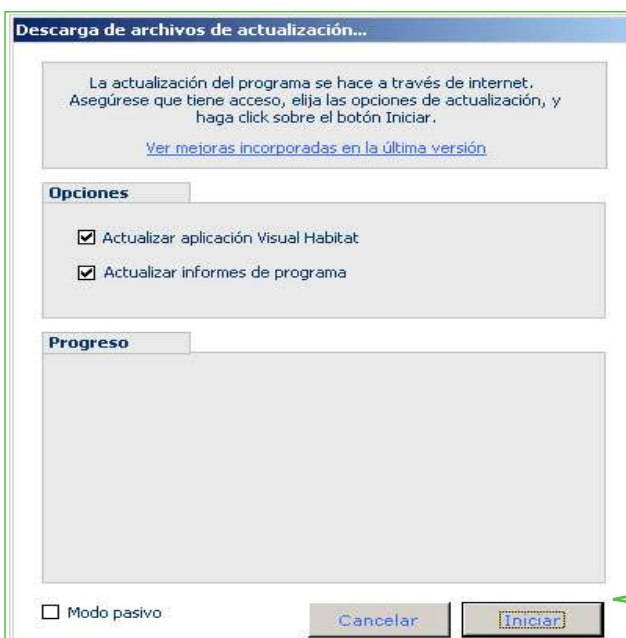 Descarga de archivos de actualización...
La actualización del programa se hace a través de internet.
Asegúrese que tiene acceso, elija las opciones de actualización, y
haga click sobre el botón Iniciar.
Ver mejoras incorporadas en la última versión
Opciones
Actualizar aplicación Visual Habitat
Actualizar informes de programa
Progreso
Modo pasivo
Cancelar
Iniciar